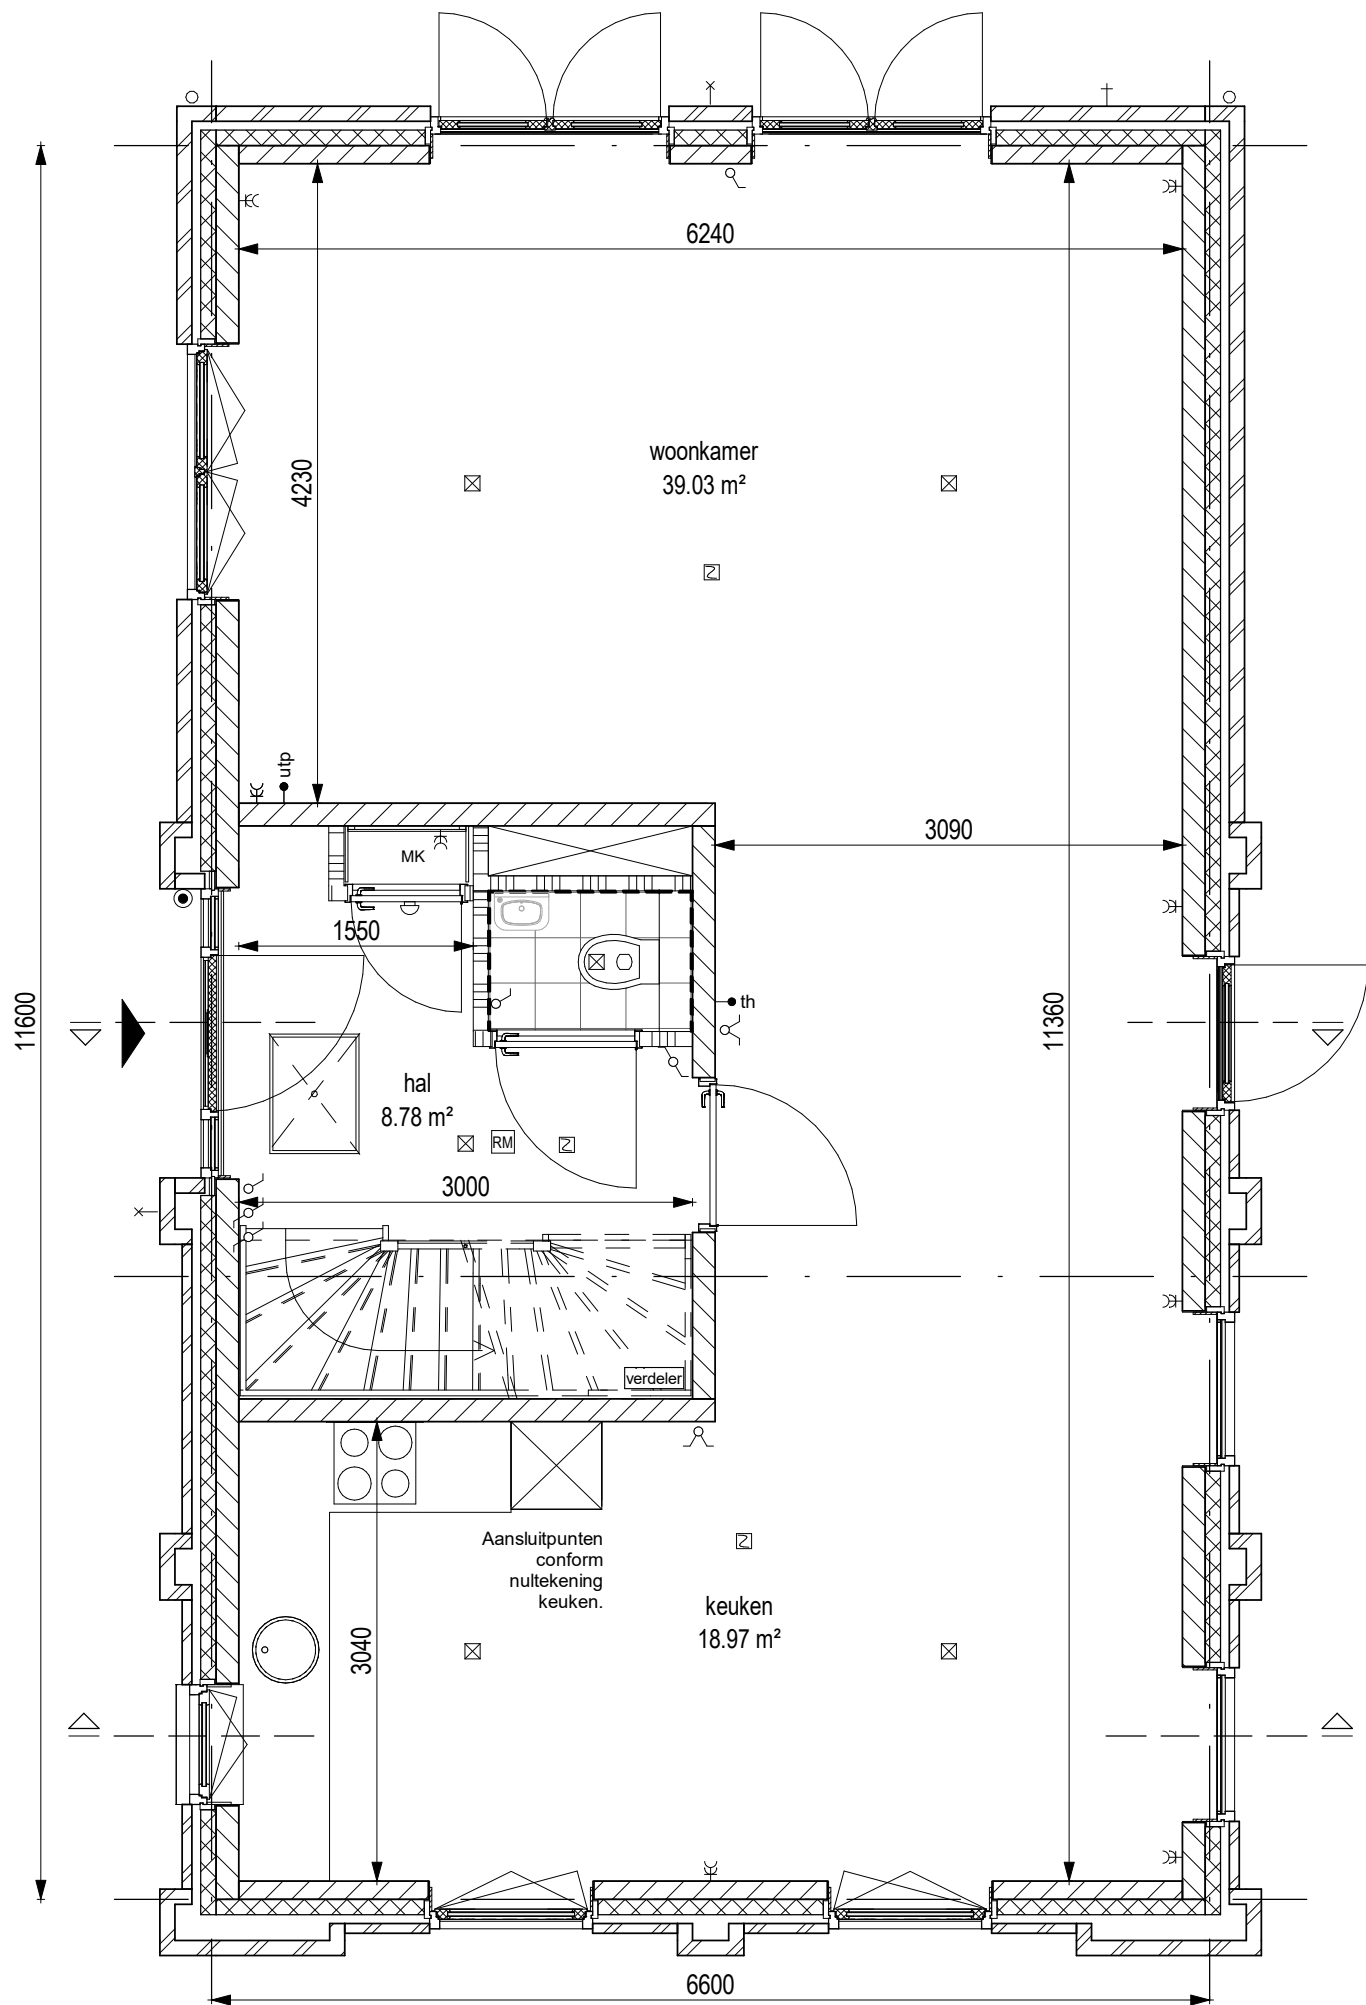 6240
woonkamer
39.03 m²
4230
utp
3090
MK
1550
11600
th
11360
hal
8.78 m²
RM
3000
verdeler
Aansluitpunten
conform
nultekening
keuken.
keuken
18.97 m²
3040
6600